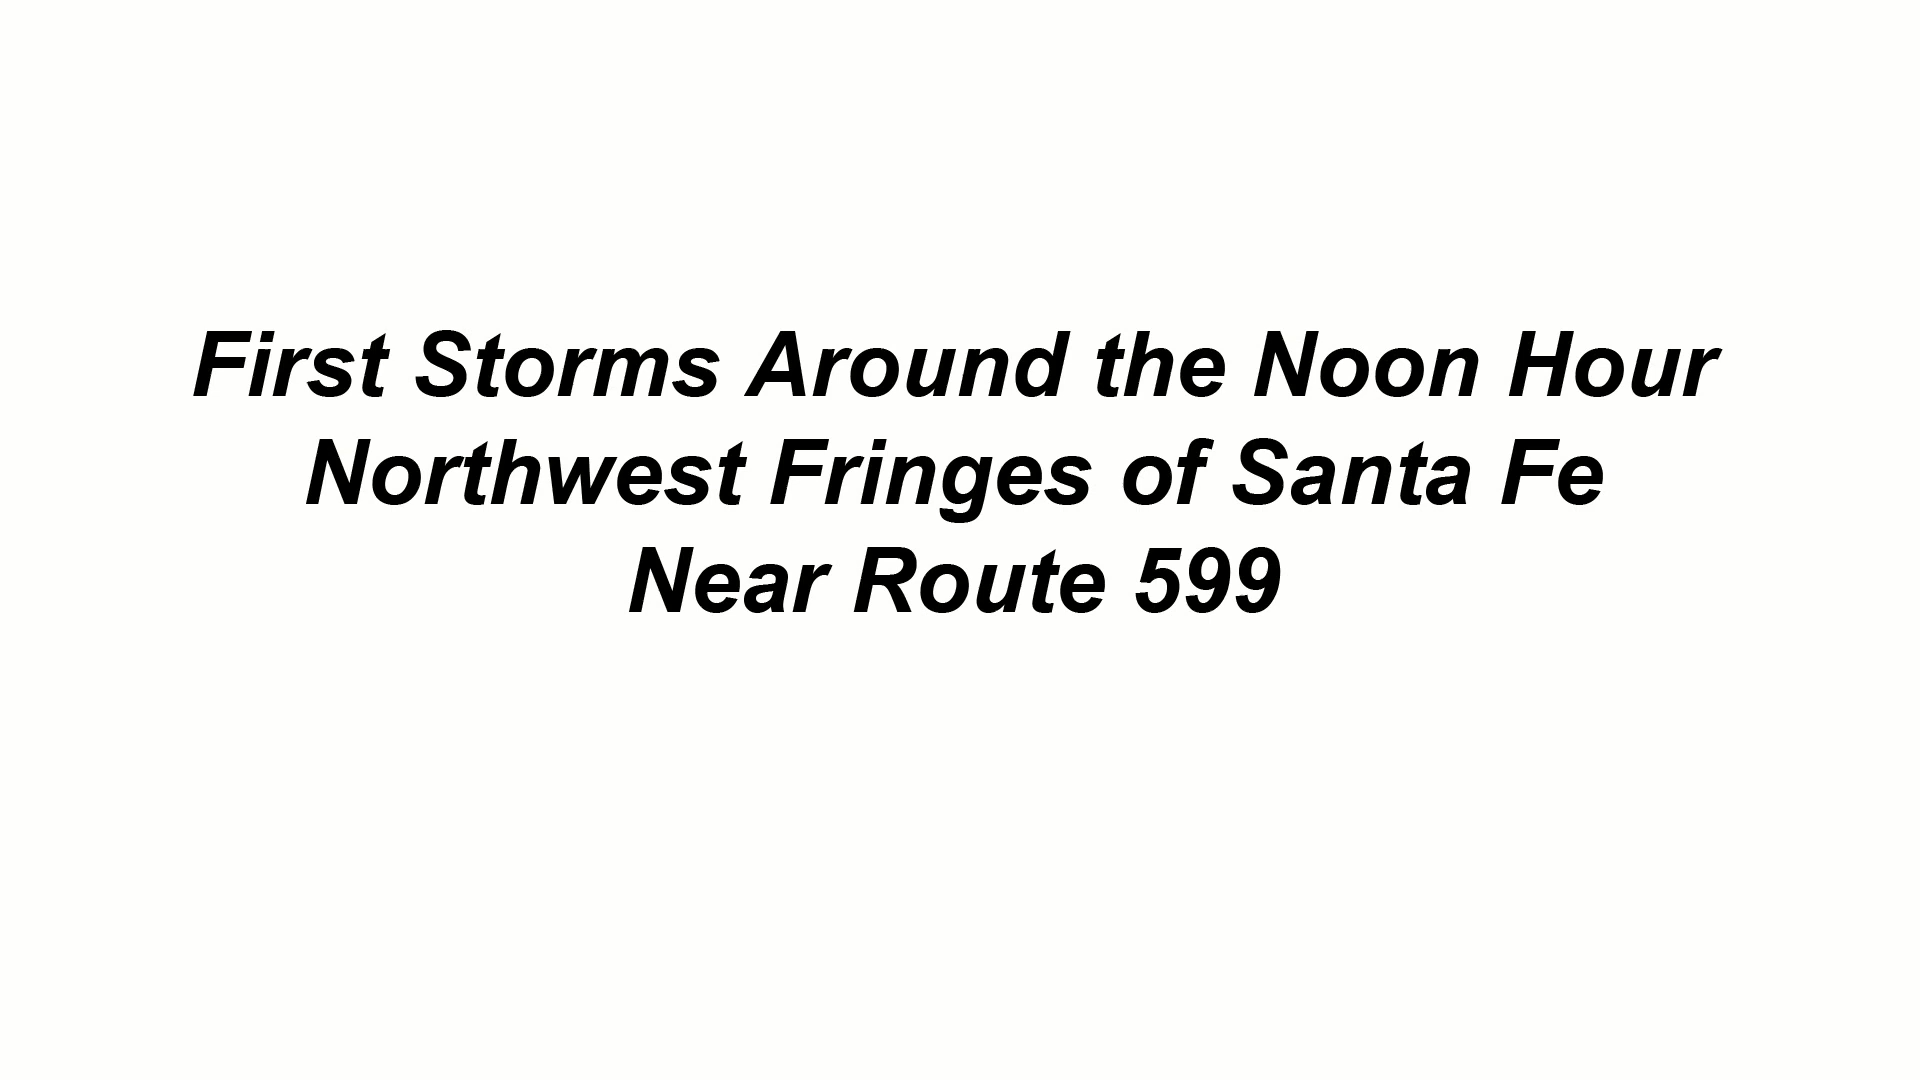 First Storms Around the Noon Hour
Northwest Fringes of Santa Fe
Near Route 599